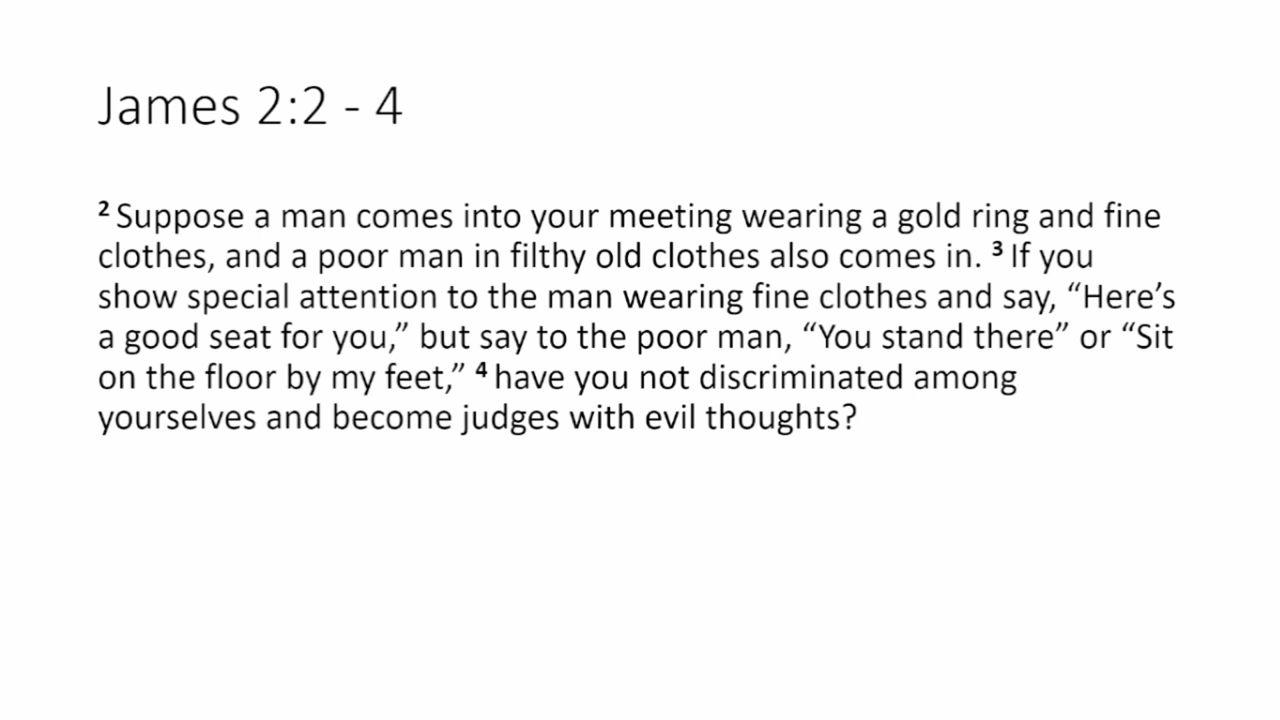 James 2:2 - 4
² Suppose a man comes into your meeting wearing a gold ring and fine
clothes, and a poor man in filthy old clothes also comes in. ³ If you
show special attention to the man wearing fine clothes and say, “Here’s
a good seat for you,” but say to the poor man, “You stand there” or “Sit
on the floor by my feet,” ⁴ have you not discriminated among
yourselves and become judges with evil thoughts?